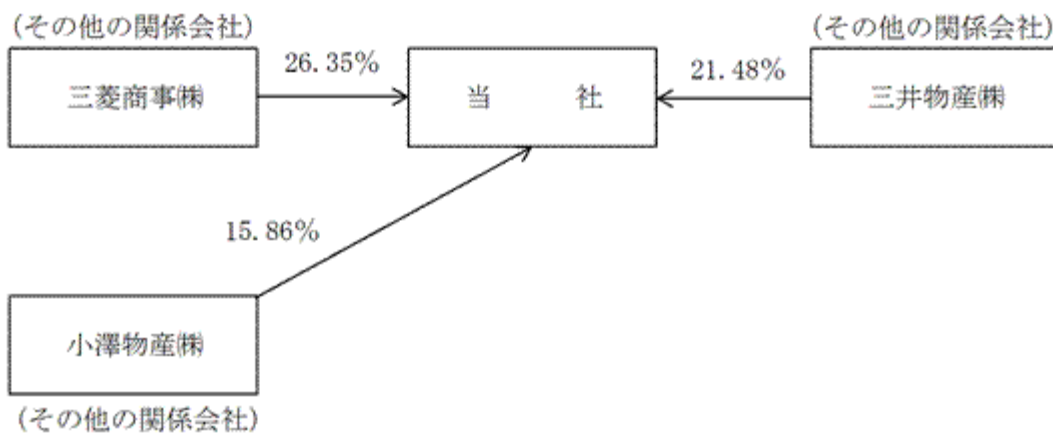 (その他の関係会社)
三菱商事㈱
26.35%
当　　社
21.48%
(その他の関係会社)
三井物産㈱
15.86%
小澤物産㈱
(その他の関係会社)